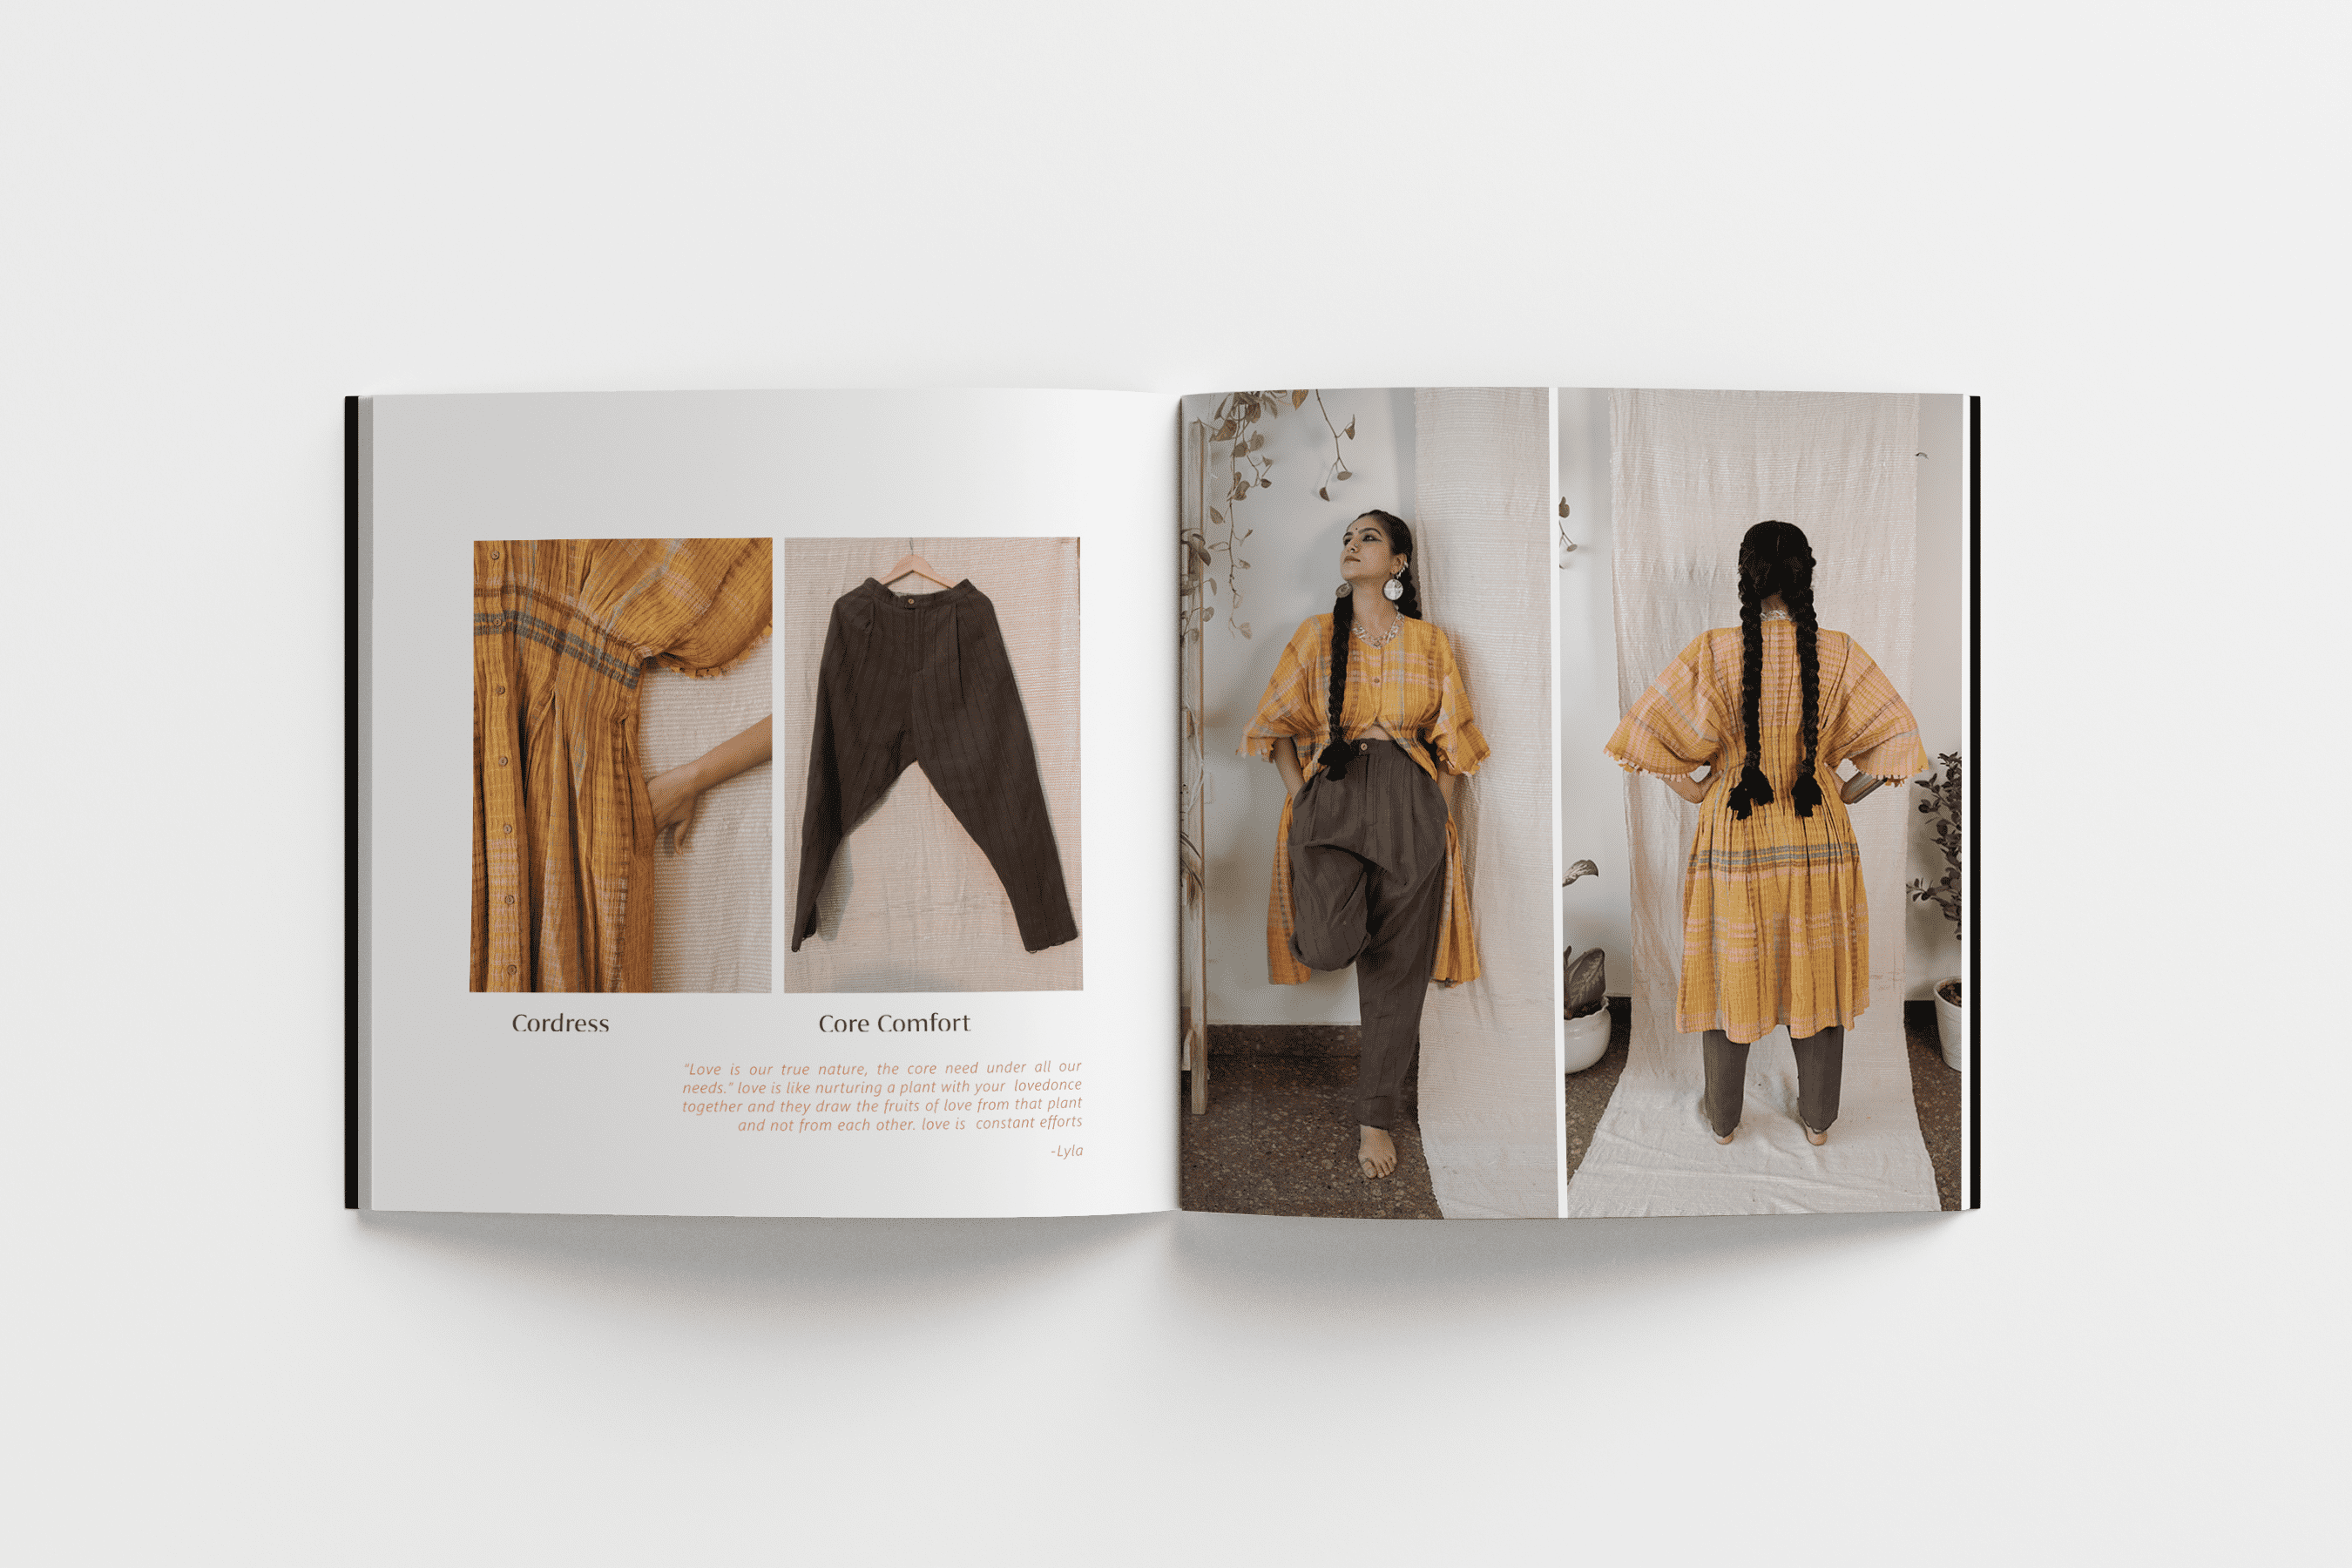 Cordress
Core Comfort
"Love is our true nature, the core need under all our
needs." love is like nurturing a plant with your lovedonce
together and they draw the fruits of love from that plant
and not from each other. love is constant efforts
-Lyla